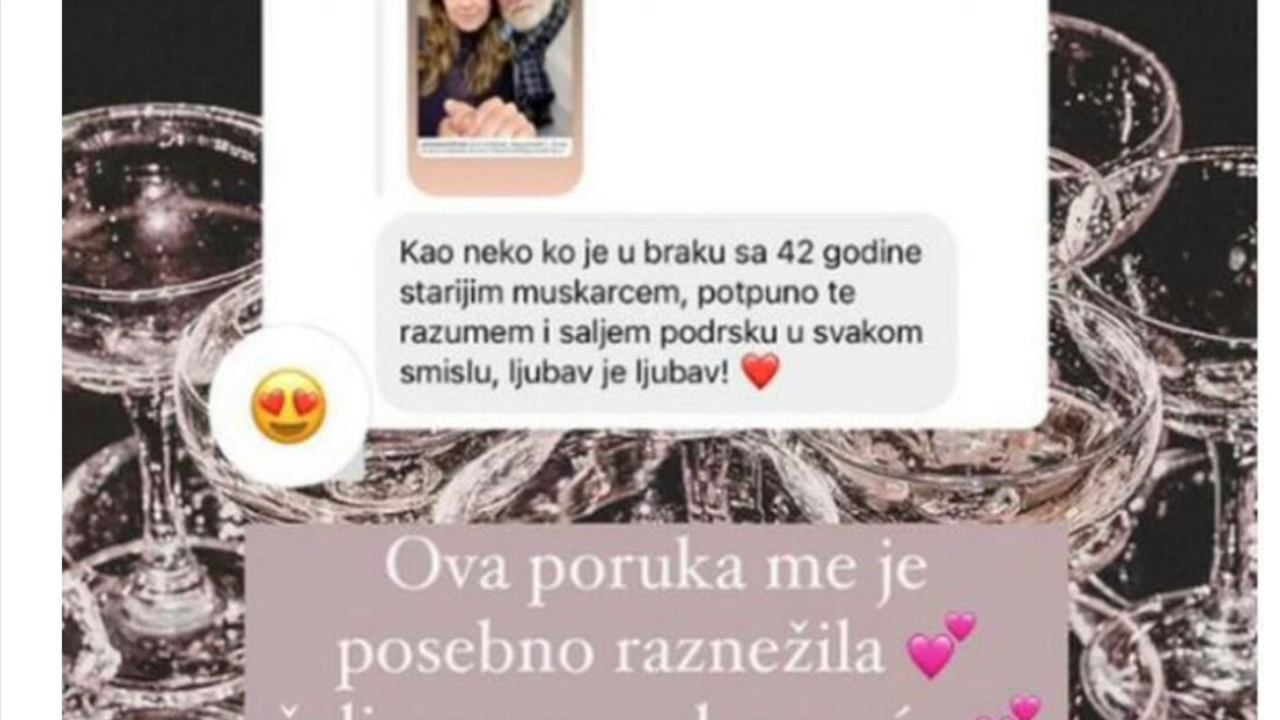 Kao neko ko je u braku sa 42 godine
starijim muskarcem, potpuno te
razumem i saljem podrsku u svakom
smislu, ljubav je ljubav! ❤️
Ova poruka me je
posebno raznežila 💕